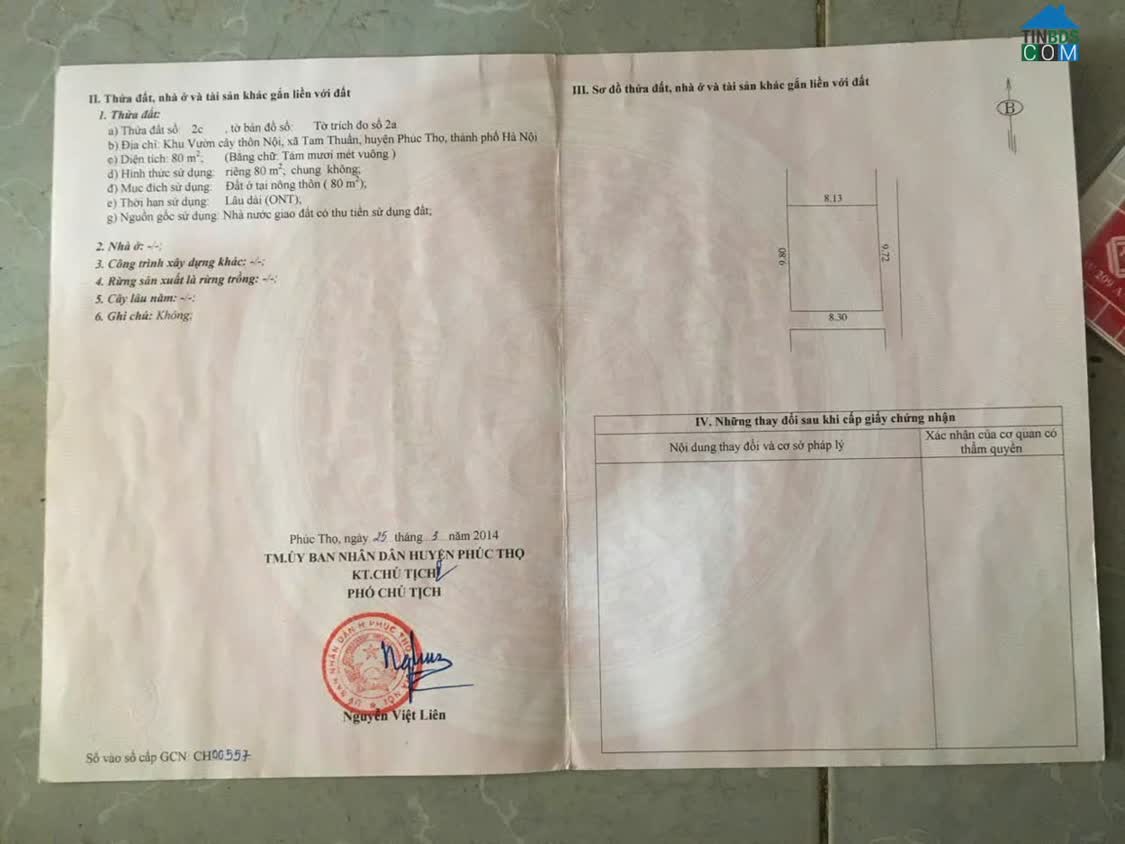 TINBDS
COM
II. Thửa đất, nhà ở và tài sản khác gắn liền với đất
1. Thửa đất:
a) Thửa đất số: 2c , tờ bản đồ số: Tờ trích đo số 2a
b) Địa chỉ: Khu Vườn cây thôn Nội, xã Tam Thuấn, huyện Phúc Thọ, thành phố Hà Nội
c) Diện tích: 80 m², (Bằng chữ: Tám mươi mét vuông )
d) Hình thức sử dụng: riêng 80 m², chung không;
đ) Mục đích sử dụng: Đất ở tại nông thôn ( 80 m²);
e) Thời hạn sử dụng: Lâu dài (ONT);
g) Nguồn gốc sử dụng: Nhà nước giao đất có thu tiền sử dụng đất;
2. Nhà ở: -/-;
3. Công trình xây dựng khác: -/-;
4. Rừng sản xuất là rừng trồng: -/-;
5. Cây lâu năm: -/-;
6. Ghi chú: Không;
Phúc Thọ, ngày 25 tháng 3 năm 2014
TM.ỦY BAN NHÂN DÂN HUYỆN PHÚC THỌ
KT.CHỦ TỊCH
PHÓ CHỦ TỊCH
Nguyễn Việt Liên
Số vào sổ cấp GCN: CH00557
III. Sơ đồ thửa đất, nhà ở và tài sản khác gắn liền với đất
B
8.13
9.80
9.72
8.30
IV. Những thay đổi sau khi cấp giấy chứng nhận
Nội dung thay đổi và cơ sở pháp lý
Xác nhận của cơ quan có
thẩm quyền